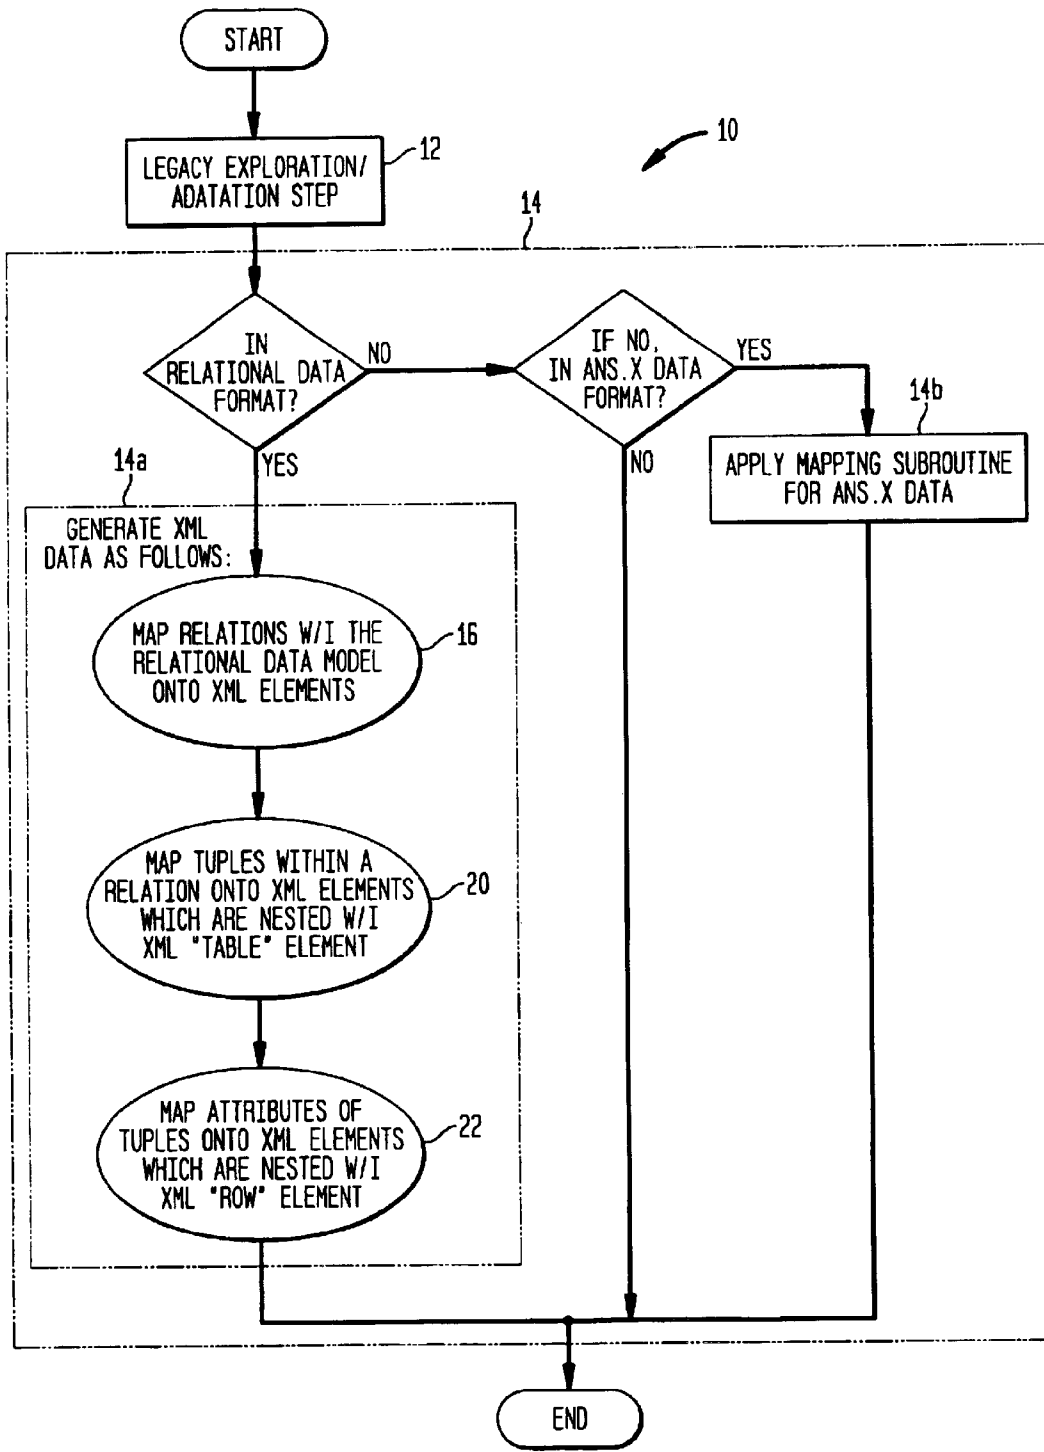 START
10
LEGACY EXPLORATION/
ADATATION STEP
12
14
IN
RELATIONAL DATA
FORMAT?
NO
YES
IF NO,
IN ANS.X DATA
FORMAT?
YES
NO
14b
APPLY MAPPING SUBROUTINE
FOR ANS.X DATA
14a
GENERATE XML
DATA AS FOLLOWS:
MAP RELATIONS W/I THE
RELATIONAL DATA MODEL
ONTO XML ELEMENTS
16
MAP TUPLES WITHIN A
RELATION ONTO XML ELEMENTS
WHICH ARE NESTED W/I
XML "TABLE" ELEMENT
20
MAP ATTRIBUTES OF
TUPLES ONTO XML ELEMENTS
WHICH ARE NESTED W/I
XML "ROW" ELEMENT
22
END